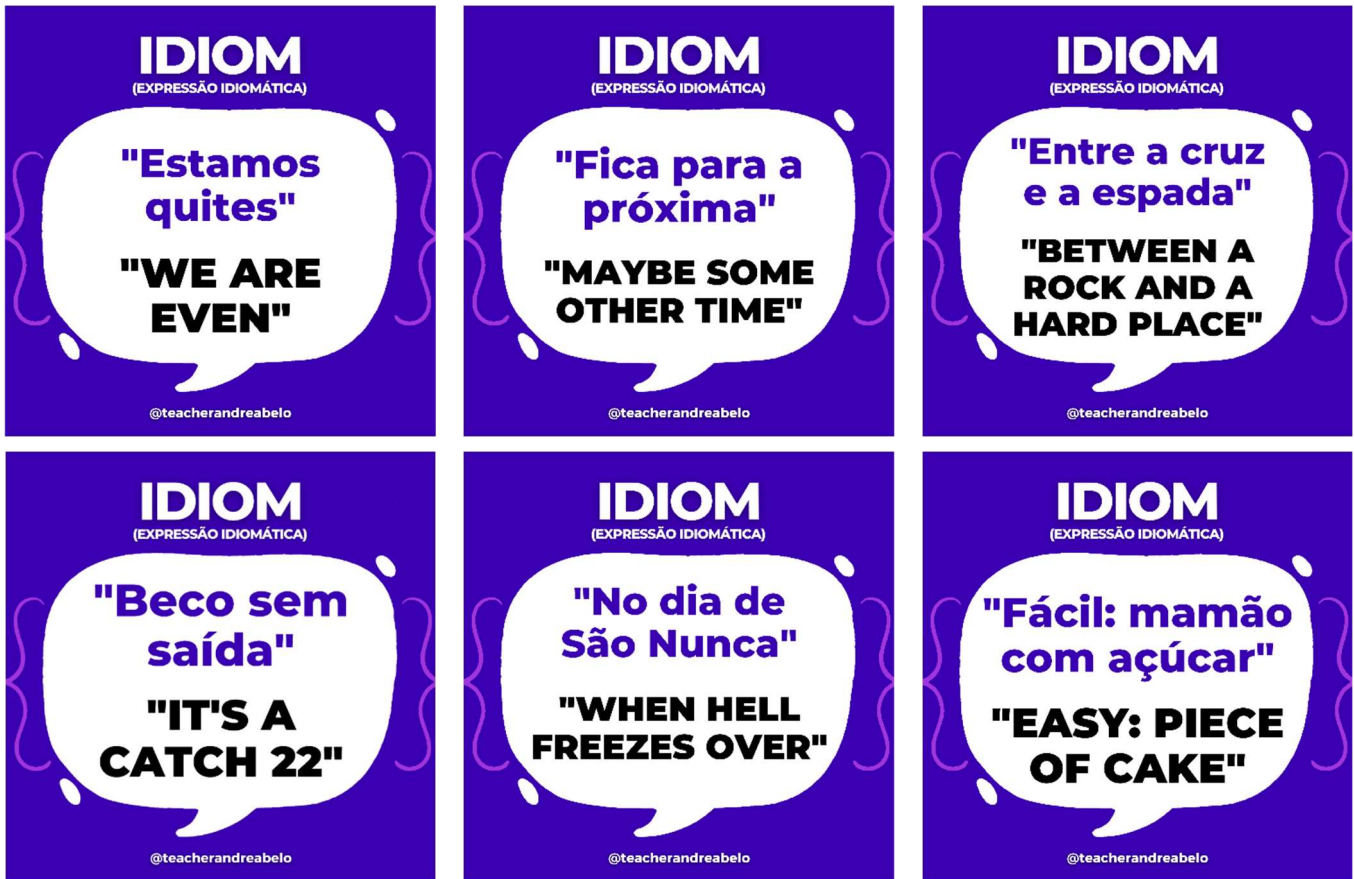 IDIOM
(EXPRESSÃO IDIOMÁTICA)
"Estamos
quites"
"WE ARE
EVEN"
@teacherandreabelo
IDIOM
(EXPRESSÃO IDIOMÁTICA)
"Fica para a
próxima"
"MAYBE SOME
OTHER TIME"
@teacherandreabelo
IDIOM
(EXPRESSÃO IDIOMÁTICA)
"Entre a cruz
e a espada"
"BETWEEN A
ROCK AND A
HARD PLACE"
@teacherandreabelo
IDIOM
(EXPRESSÃO IDIOMÁTICA)
"Beco sem
saída"
"IT'S A
CATCH 22"
@teacherandreabelo
IDIOM
(EXPRESSÃO IDIOMÁTICA)
"No dia de
São Nunca"
"WHEN HELL
FREEZES OVER"
@teacherandreabelo
IDIOM
(EXPRESSÃO IDIOMÁTICA)
"Fácil: mamão
com açúcar"
"EASY: PIECE
OF CAKE"
@teacherandreabelo